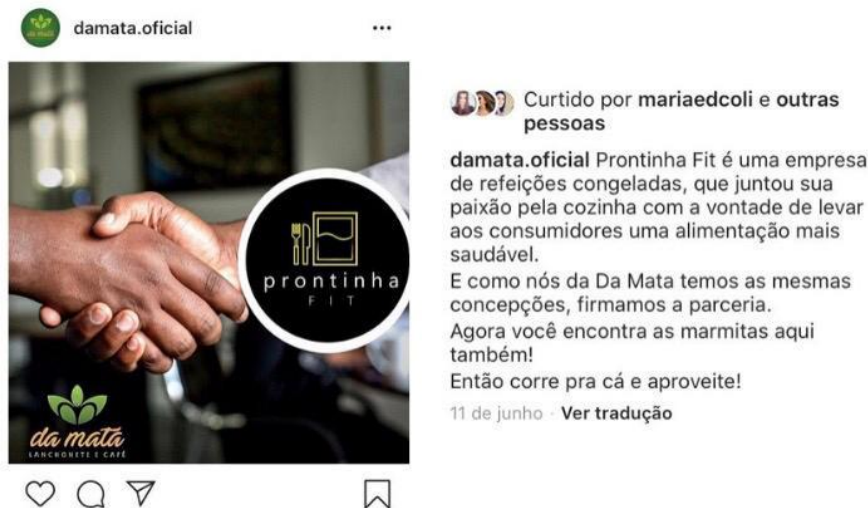 damata.oficial
prontinha
FIT
da mata
LANCHONETE E CAFÉ
Curtido por mariaedcoli e outras
pessoas
damata.oficial Prontinha Fit é uma empresa
de refeições congeladas, que juntou sua
paixão pela cozinha com a vontade de levar
aos consumidores uma alimentação mais
saudável.
E como nós da Da Mata temos as mesmas
concepções, firmamos a parceria.
Agora você encontra as marmitas aqui
também!
Então corre pra cá e aproveite!
11 de junho · Ver tradução